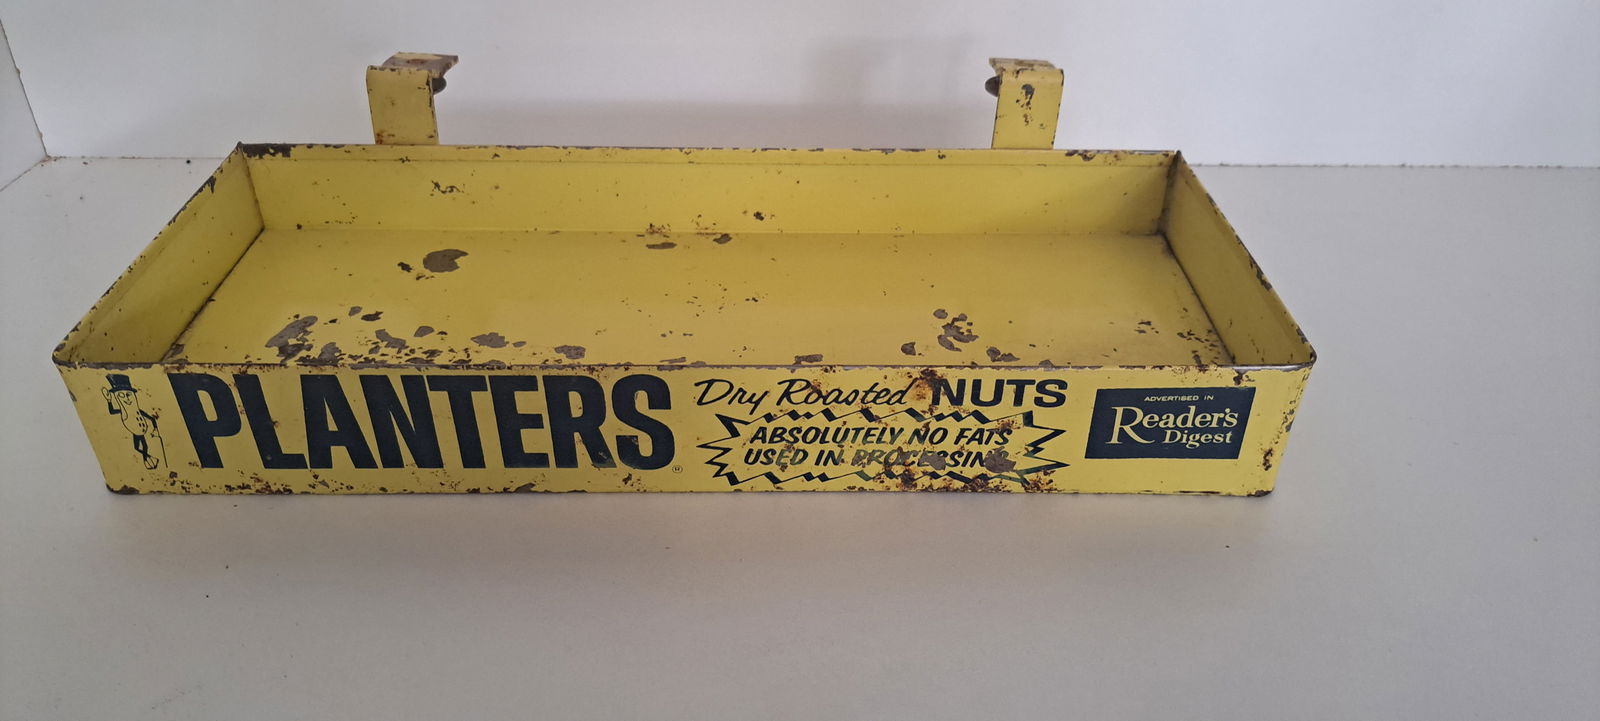 PLANTERS
®
Dry Roasted NUTS
ABSOLUTELY NO FATS
USED IN PROCESSING
ADVERTISED IN
Reader's
Digest